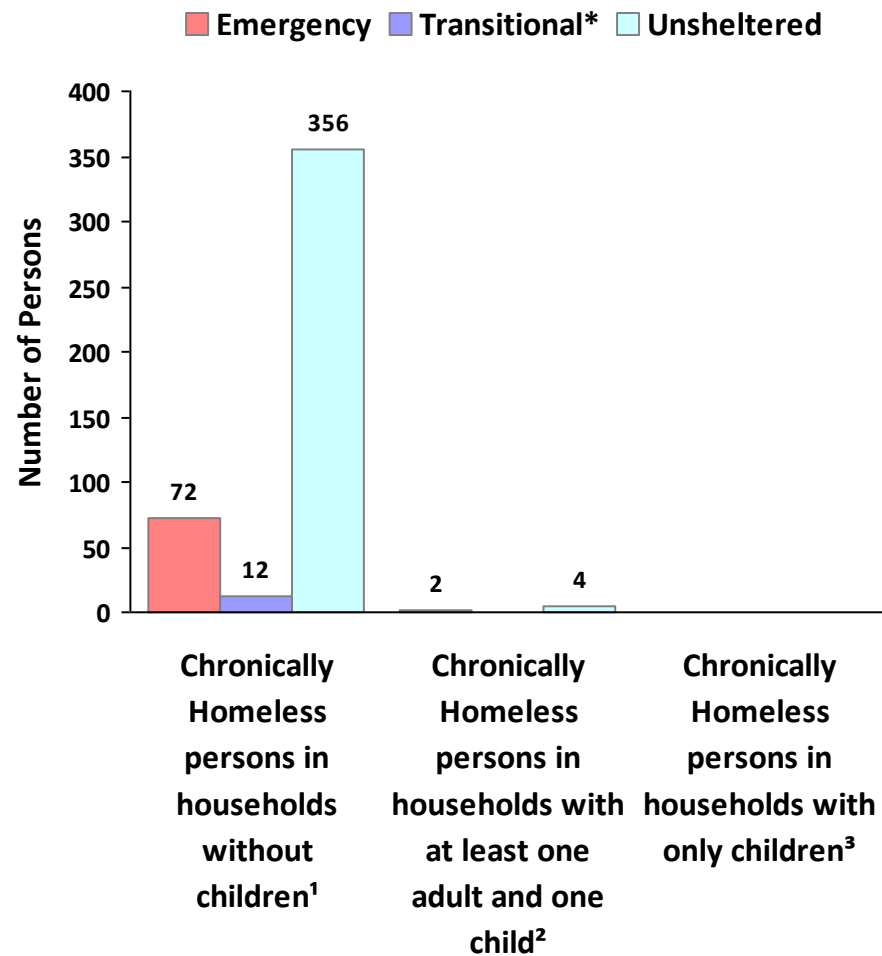 Emergency Transitional* Unsheltered
Number of Persons
400
350
300
250
200
150
100
50
0
72
12
356
2
4
Chronically
Homeless
persons in
households
without
children¹
Chronically
Homeless
persons in
households with
at least one
adult and one
child²
Chronically
Homeless
persons in
households with
only children³